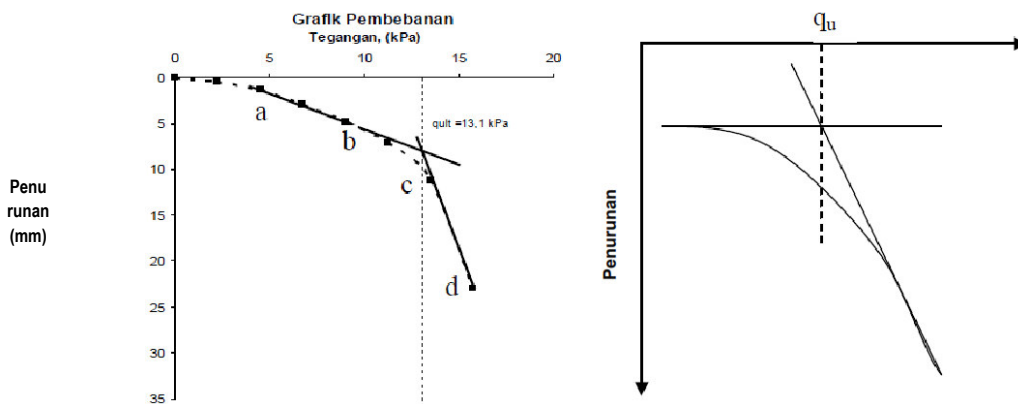 Grafik Pembebanan
Tegangan, (kPa)
0 5 10 15 20
0
5
10
15
20
25
30
35
a
b
c
d
qult =13,1 kPa
Penu
runan
(mm)
qu
Penurunan